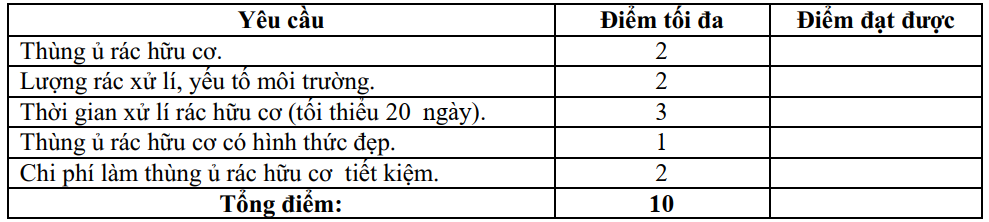 Yêu cầu Điểm tối đa Điểm đạt được
Thùng ủ rác hữu cơ. 2
Lượng rác xử lí, yếu tố môi trường. 2
Thời gian xử lí rác hữu cơ (tối thiểu 20 ngày). 3
Thùng ủ rác hữu cơ có hình thức đẹp. 1
Chi phí làm thùng ủ rác hữu cơ tiết kiệm. 2
Tổng điểm: 10